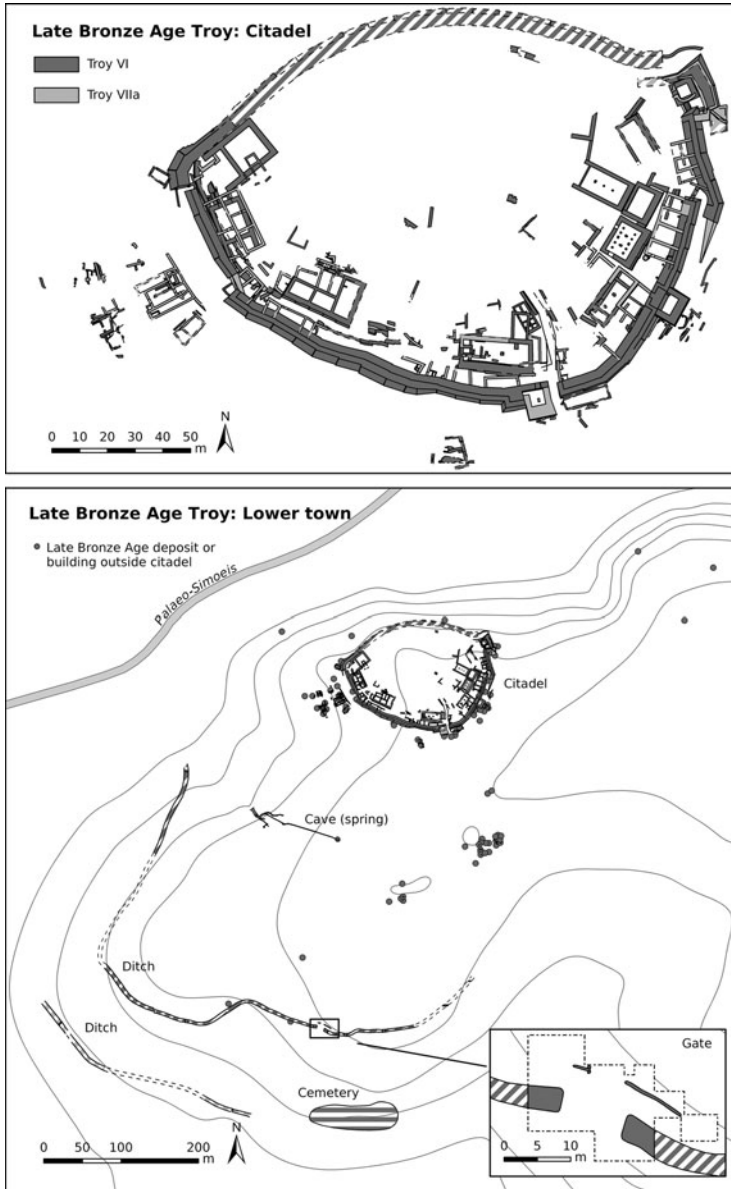 Late Bronze Age Troy: Citadel
Troy VI
Troy VIIa
N
0 10 20 30 40 50
m
Late Bronze Age Troy: Lower town
Late Bronze Age deposit or
building outside citadel
Palaeo-Simoeis
Citadel
Cave (spring)
Ditch
Ditch
Gate
Cemetery
0 5 10
m
N
0 100 200
m